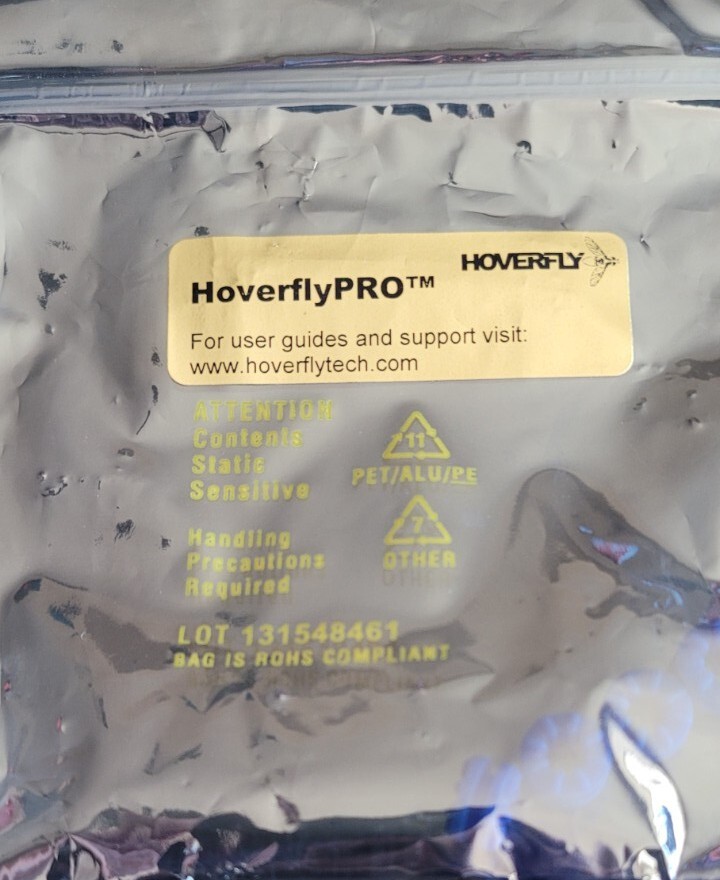 HOVERFLY
HoverflyPRO™
For user guides and support visit:
www.hoverflytech.com
ATTENTION
Contents
Static
Sensitive
Handling
Precautions
Required
11
PET/ALU/PE
7
OTHER
LOT 131548461
BAG IS ROHS COMPLIANT